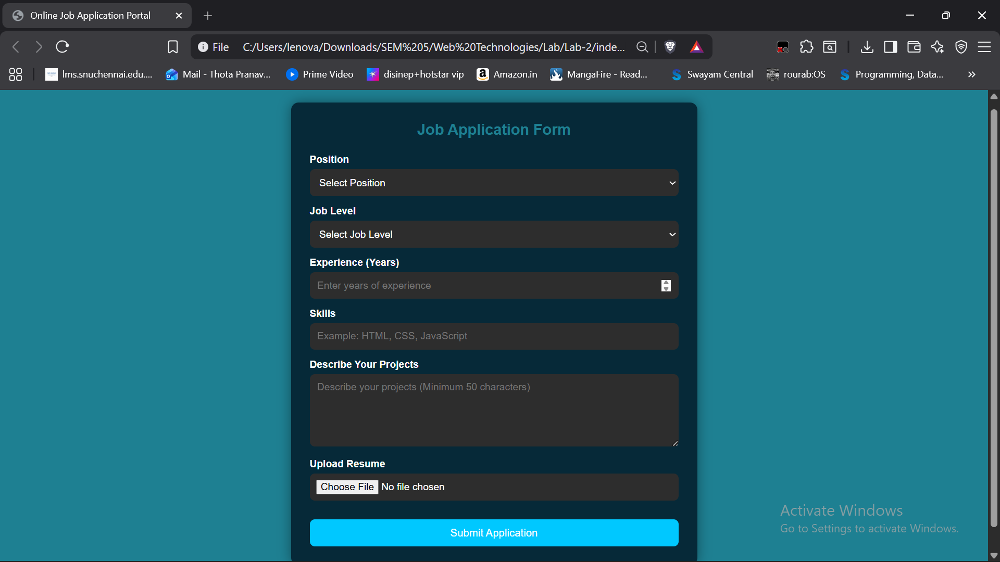 Online Job Application Portal
File C:/Users/lenova/Downloads/SEM%205/Web%20Technologies/Lab/Lab-2/inde...
lms.snuchennai.edu.... Mail - Thota Pranav... Prime Video disinep+hotstar vip Amazon.in MangaFire - Read... Swayam Central rourab:OS Programming, Data...
Job Application Form
Position
Select Position
Job Level
Select Job Level
Experience (Years)
Enter years of experience
Skills
Example: HTML, CSS, JavaScript
Describe Your Projects
Describe your projects (Minimum 50 characters)
Upload Resume
Choose File No file chosen
Submit Application
Activate Windows
Go to Settings to activate Windows.